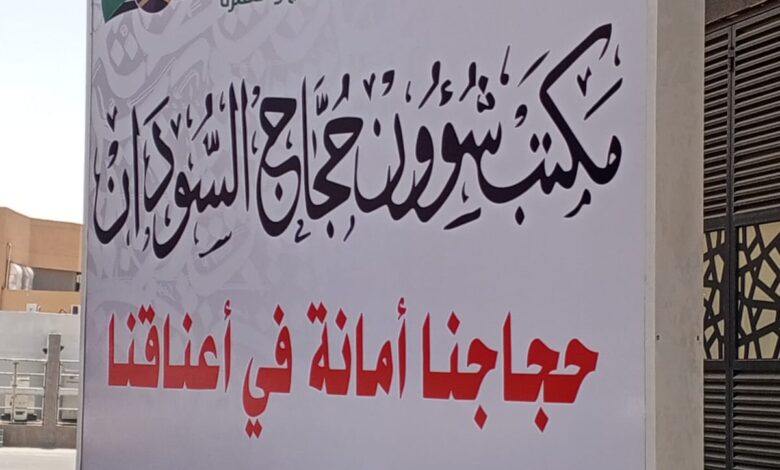 مكتب شؤون حجاج السودان
حجاجنا أمانة في أعناقنا